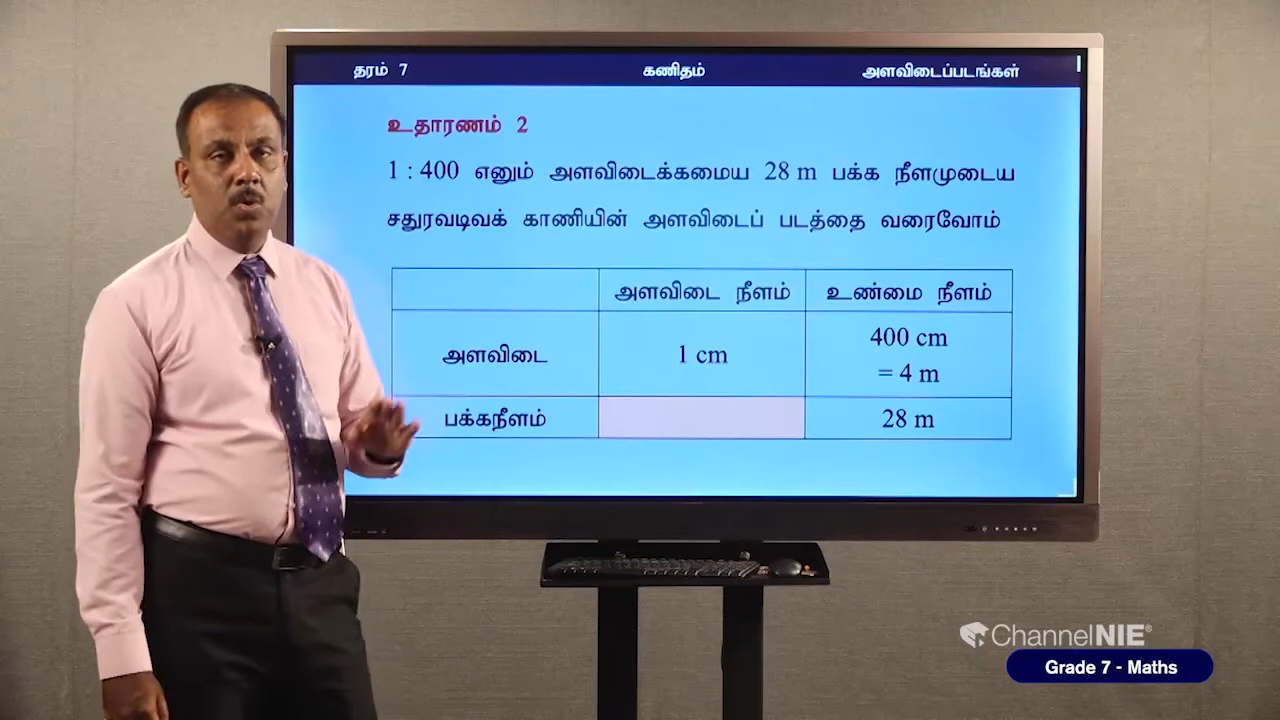 தரம் 7 கணிதம் அளவிடைப்படங்கள்
உதாரணம் 2
1 : 400 எனும் அளவிடைக்கமைய 28 m பக்க நீளமுடைய
சதுரவடிவக் காணியின் அளவிடைப் படத்தை வரைவோம்
அளவிடை நீளம் உண்மை நீளம்
அளவிடை 1 cm 400 cm
= 4 m
பக்கநீளம் 28 m
ChannelNIE®
Grade 7 - Maths